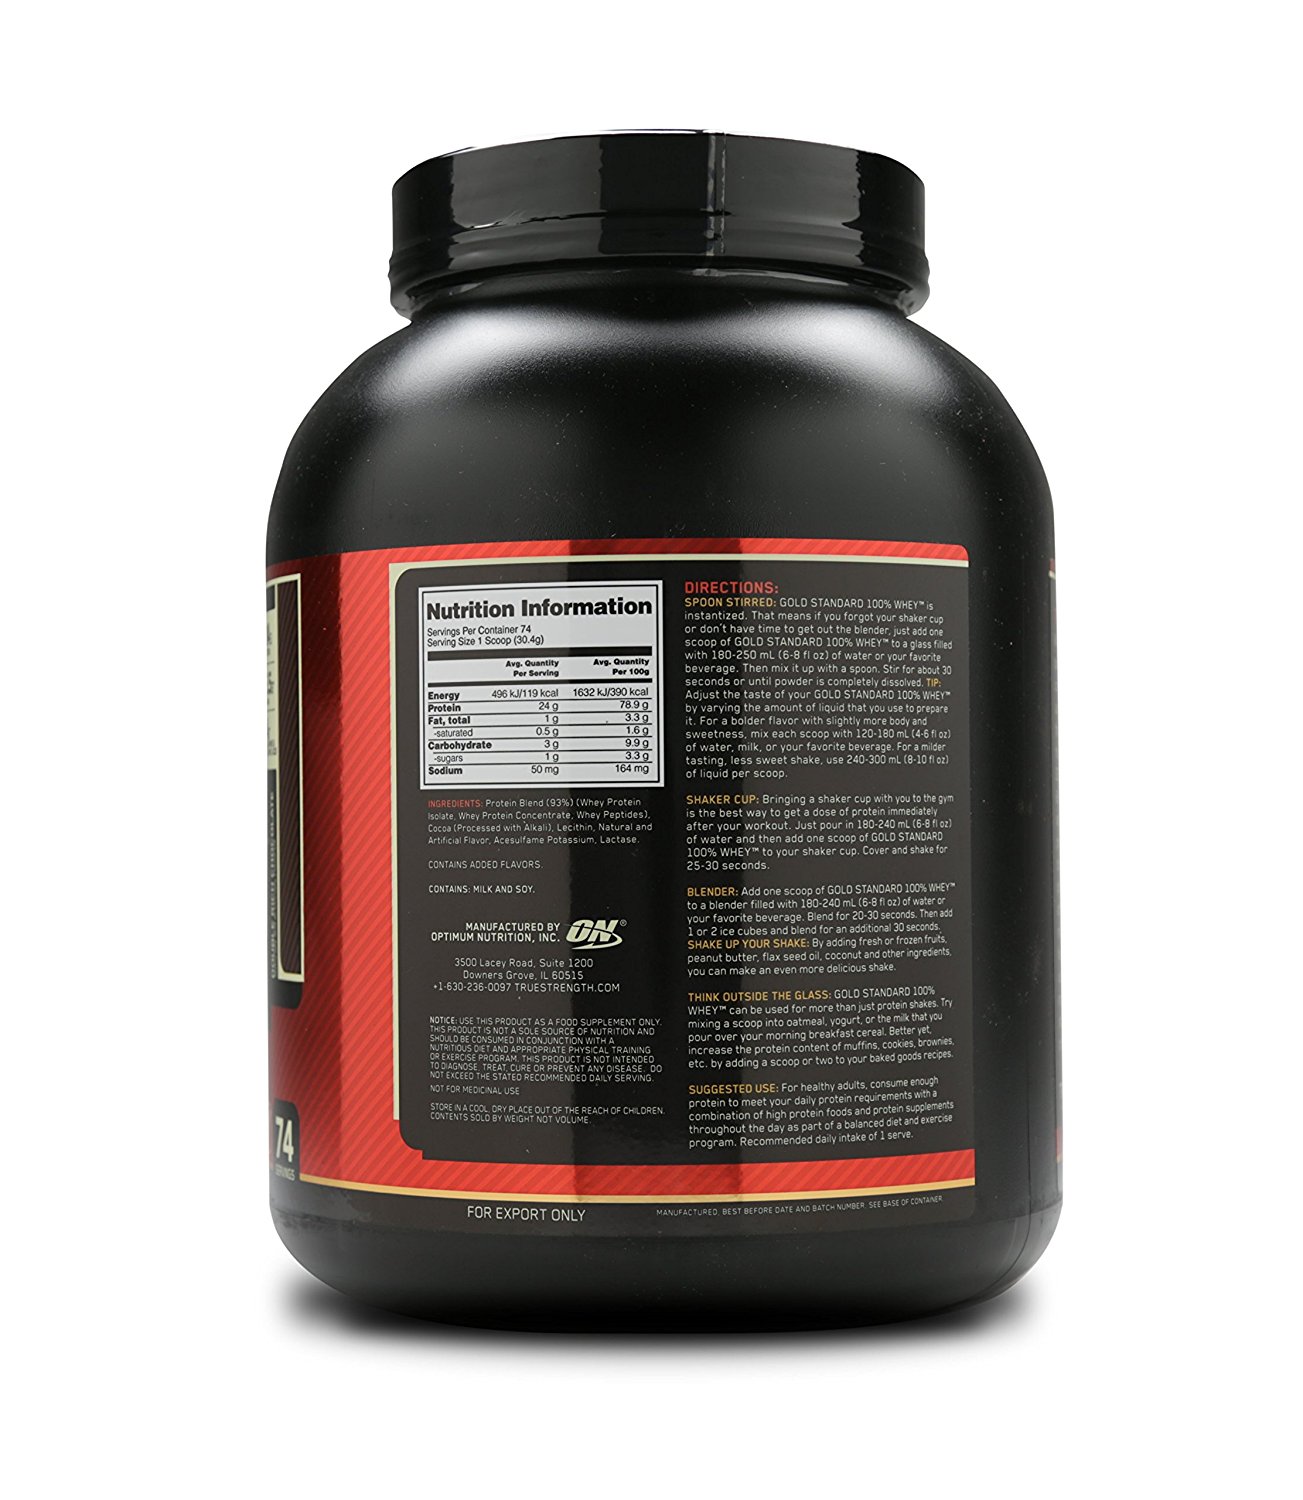 Nutrition Information
Servings Per Container 74
Serving Size 1 Scoop (30.4g)
Avg. Quantity Per Serving Avg. Quantity Per 100g
Energy 496 kJ/119 kcal 1632 kJ/390 kcal
Protein 24 g 78.9 g
Fat, total 1 g 3.3 g
-saturated 0.5 g 1.6 g
Carbohydrate 3 g 9.9 g
-sugars 1 g 3.3 g
Sodium 50 mg 164 mg
INGREDIENTS: Protein Blend (93%) (Whey Protein
Isolate, Whey Protein Concentrate, Whey Peptides),
Cocoa (Processed with Alkali), Lecithin, Natural and
Artificial Flavor, Acesulfame Potassium, Lactase.
CONTAINS ADDED FLAVORS.
CONTAINS: MILK AND SOY.
MANUFACTURED BY
OPTIMUM NUTRITION, INC. ON®
3500 Lacey Road, Suite 1200
Downers Grove, IL 60515
+1-630-236-0097 TRUESTRENGTH.COM
NOTICE: USE THIS PRODUCT AS A FOOD SUPPLEMENT ONLY.
THIS PRODUCT IS NOT A SOLE SOURCE OF NUTRITION AND
SHOULD BE CONSUMED IN CONJUNCTION WITH A
NUTRITIOUS DIET AND APPROPRIATE PHYSICAL TRAINING
OR EXERCISE PROGRAM. THIS PRODUCT IS NOT INTENDED
TO DIAGNOSE, TREAT, CURE OR PREVENT ANY DISEASE. DO
NOT EXCEED THE STATED RECOMMENDED DAILY SERVING.
NOT FOR MEDICINAL USE
STORE IN A COOL, DRY PLACE OUT OF THE REACH OF CHILDREN.
CONTENTS SOLD BY WEIGHT NOT VOLUME.
DIRECTIONS:
SPOON STIRRED: GOLD STANDARD 100% WHEY™ is
instantized. That means if you forgot your shaker cup
or don't have time to get out the blender, just add one
scoop of GOLD STANDARD 100% WHEY™ to a glass filled
with 180-250 mL (6-8 fl oz) of water or your favorite
beverage. Then mix it up with a spoon. Stir for about 30
seconds or until powder is completely dissolved. TIP:
Adjust the taste of your GOLD STANDARD 100% WHEY™
by varying the amount of liquid that you use to prepare
it. For a bolder flavor with slightly more body and
sweetness, mix each scoop with 120-180 mL (4-6 fl oz)
of water, milk, or your favorite beverage. For a milder
tasting, less sweet shake, use 240-300 mL (8-10 fl oz)
of liquid per scoop.
SHAKER CUP: Bringing a shaker cup with you to the gym
is the best way to get a dose of protein immediately
after your workout. Just pour in 180-240 mL (6-8 fl oz)
of water and then add one scoop of GOLD STANDARD
100% WHEY™ to your shaker cup. Cover and shake for
25-30 seconds.
BLENDER: Add one scoop of GOLD STANDARD 100% WHEY™
to a blender filled with 180-240 mL (6-8 fl oz) of water or
your favorite beverage. Blend for 20-30 seconds. Then add
1 or 2 ice cubes and blend for an additional 30 seconds.
SHAKE UP YOUR SHAKE: By adding fresh or frozen fruits,
peanut butter, flax seed oil, coconut and other ingredients,
you can make an even more delicious shake.
THINK OUTSIDE THE GLASS: GOLD STANDARD 100%
WHEY™ can be used for more than just protein shakes. Try
mixing a scoop into oatmeal, yogurt, or the milk that you
pour over your morning breakfast cereal. Better yet,
increase the protein content of muffins, cookies, brownies,
etc. by adding a scoop or two to your baked goods recipes.
SUGGESTED USE: For healthy adults, consume enough
protein to meet your daily protein requirements with a
combination of high protein foods and protein supplements
throughout the day as part of a balanced diet and exercise
program. Recommended daily intake of 1 serve.
DOUBLE RICH CHOCOLATE
74
SERVINGS
FOR EXPORT ONLY
MANUFACTURED, BEST BEFORE DATE AND BATCH NUMBER, SEE BASE OF CONTAINER.